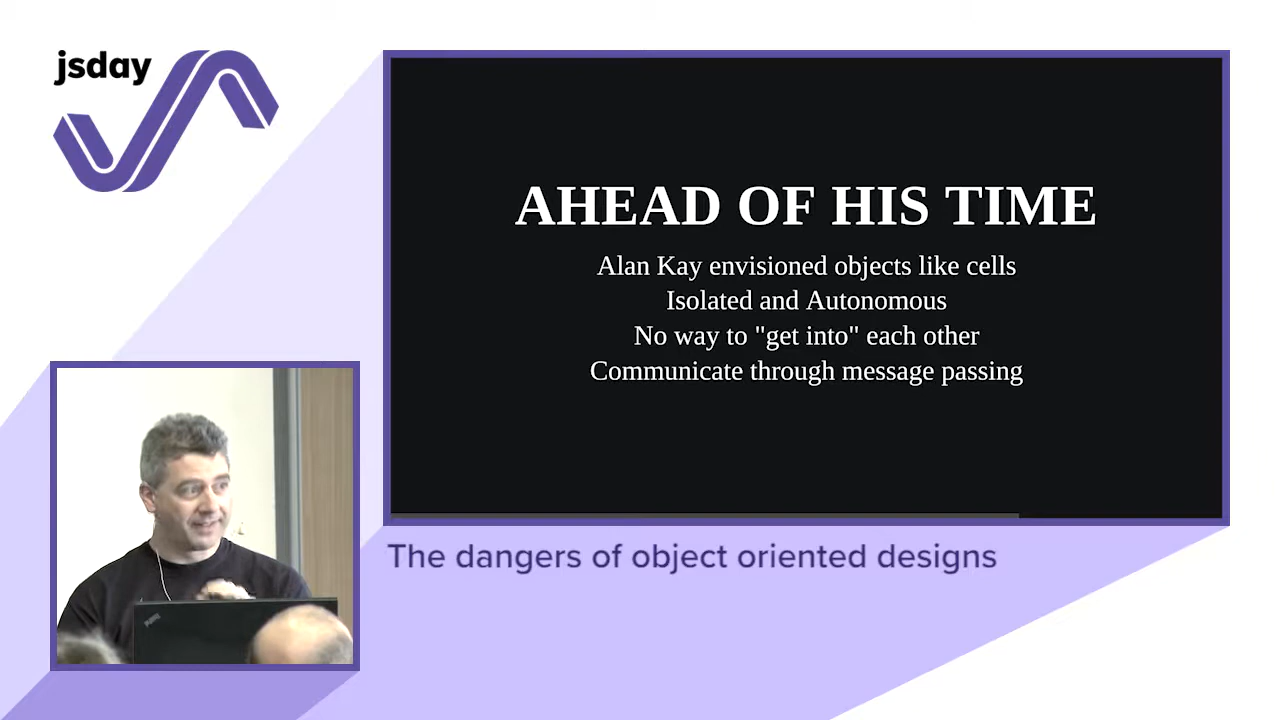 jsday
AHEAD OF HIS TIME
Alan Kay envisioned objects like cells
Isolated and Autonomous
No way to "get into" each other
Communicate through message passing
The dangers of object oriented designs